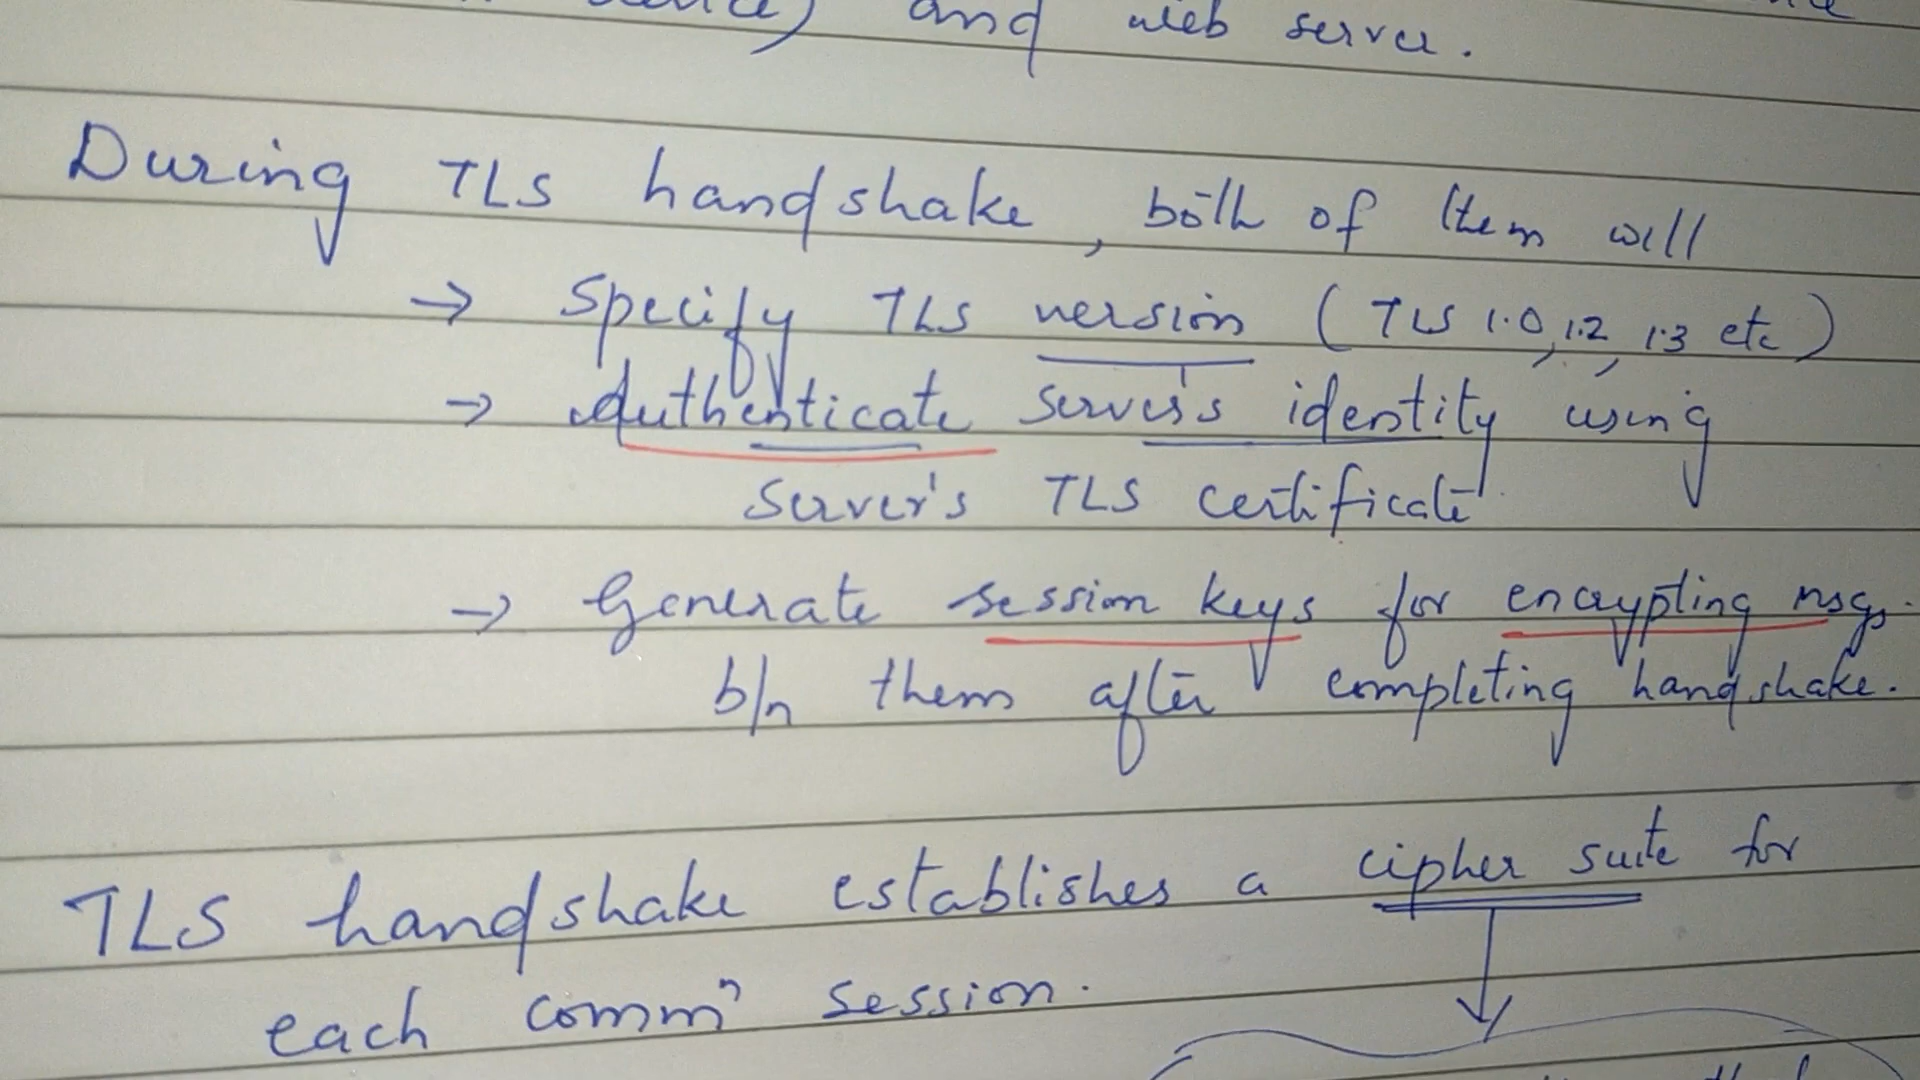 and web server.
During TLS handshake, both of them will
→ Specify TLS version (TLS 1.0, 1.2, 1.3 etc)
→ Authenticate server's identity using
server's TLS certificate
→ Generate session keys for encrypting msgs.
b/n them after completing handshake.
TLS handshake establishes a cipher suite for
each commⁿ session.